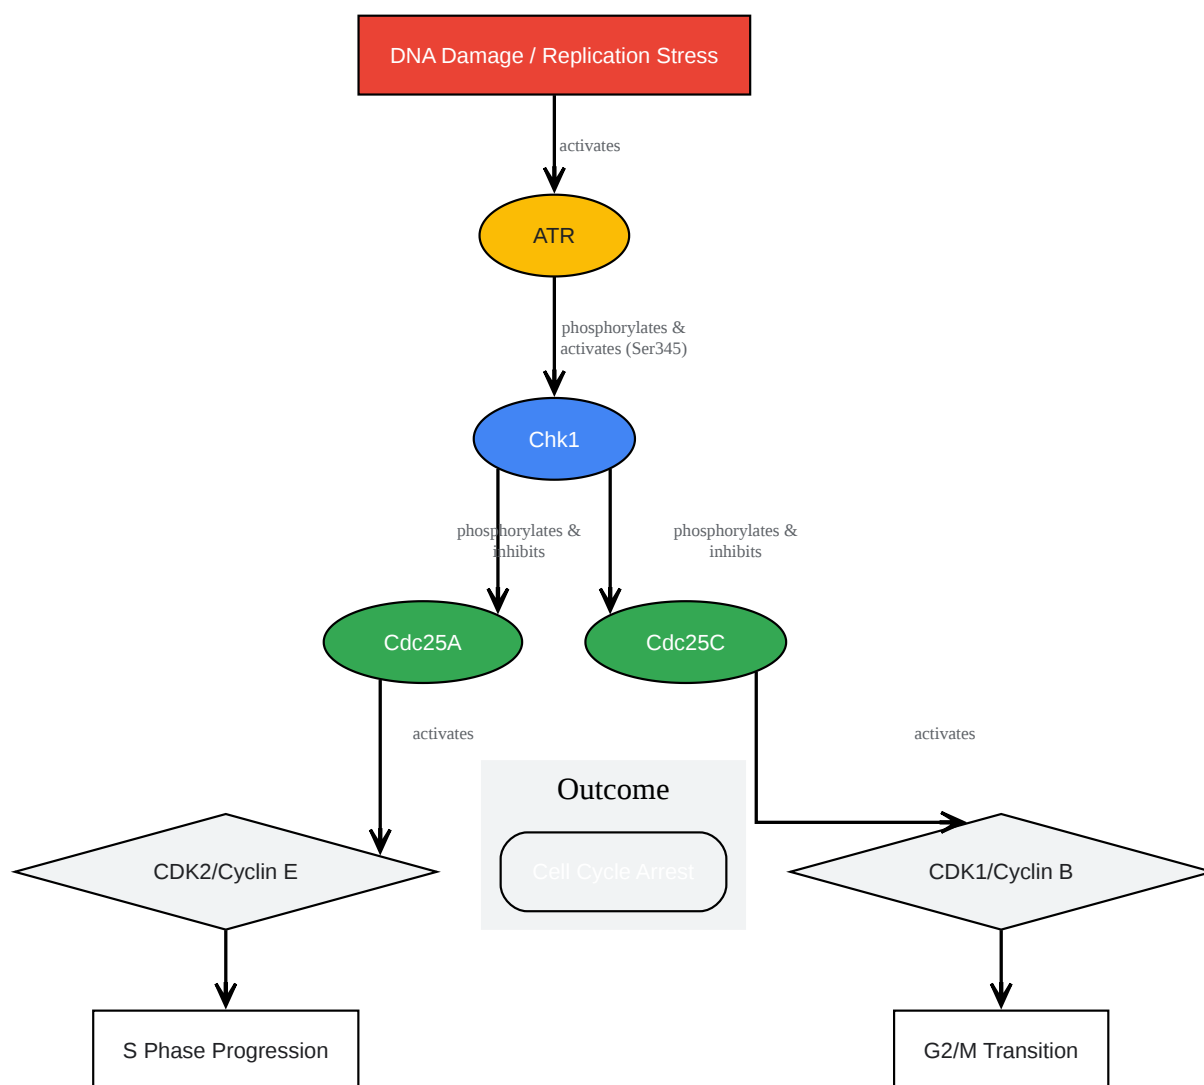 DNA Damage / Replication Stress
activates
ATR
phosphorylates &
activates (Ser345)
Chk1
phosphorylates &
inhibits
phosphorylates &
inhibits
Cdc25A
Cdc25C
activates
activates
Outcome
Cell Cycle Arrest
CDK2/Cyclin E
CDK1/Cyclin B
S Phase Progression
G2/M Transition